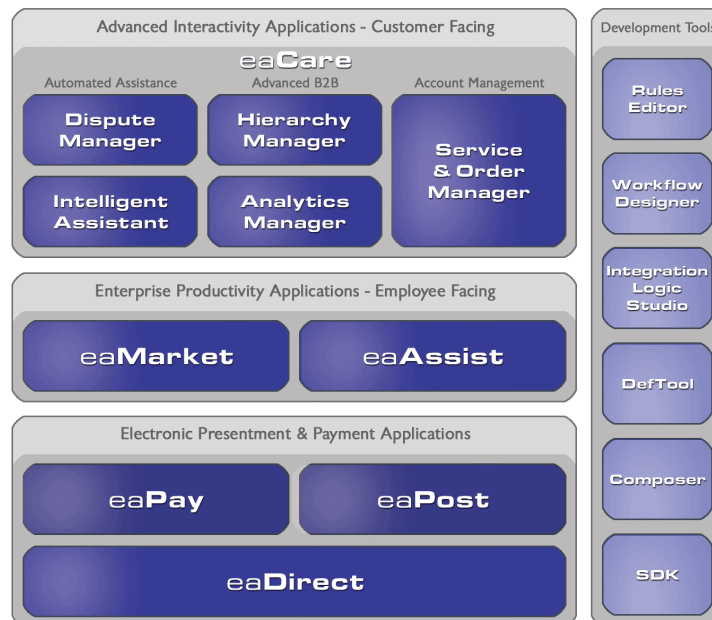 Advanced Interactivity Applications - Customer Facing
eaCare
Automated Assistance
Advanced B2B
Account Management
Dispute
Manager
Hierarchy
Manager
Service
& Order
Manager
Intelligent
Assistant
Analytics
Manager
Enterprise Productivity Applications - Employee Facing
eaMarket
eaAssist
Electronic Presentment & Payment Applications
eaPay
eaPost
eaDirect
Development Tools
Rules
Editor
Workflow
Designer
Integration
Logic
Studio
DefTool
Composer
SDK